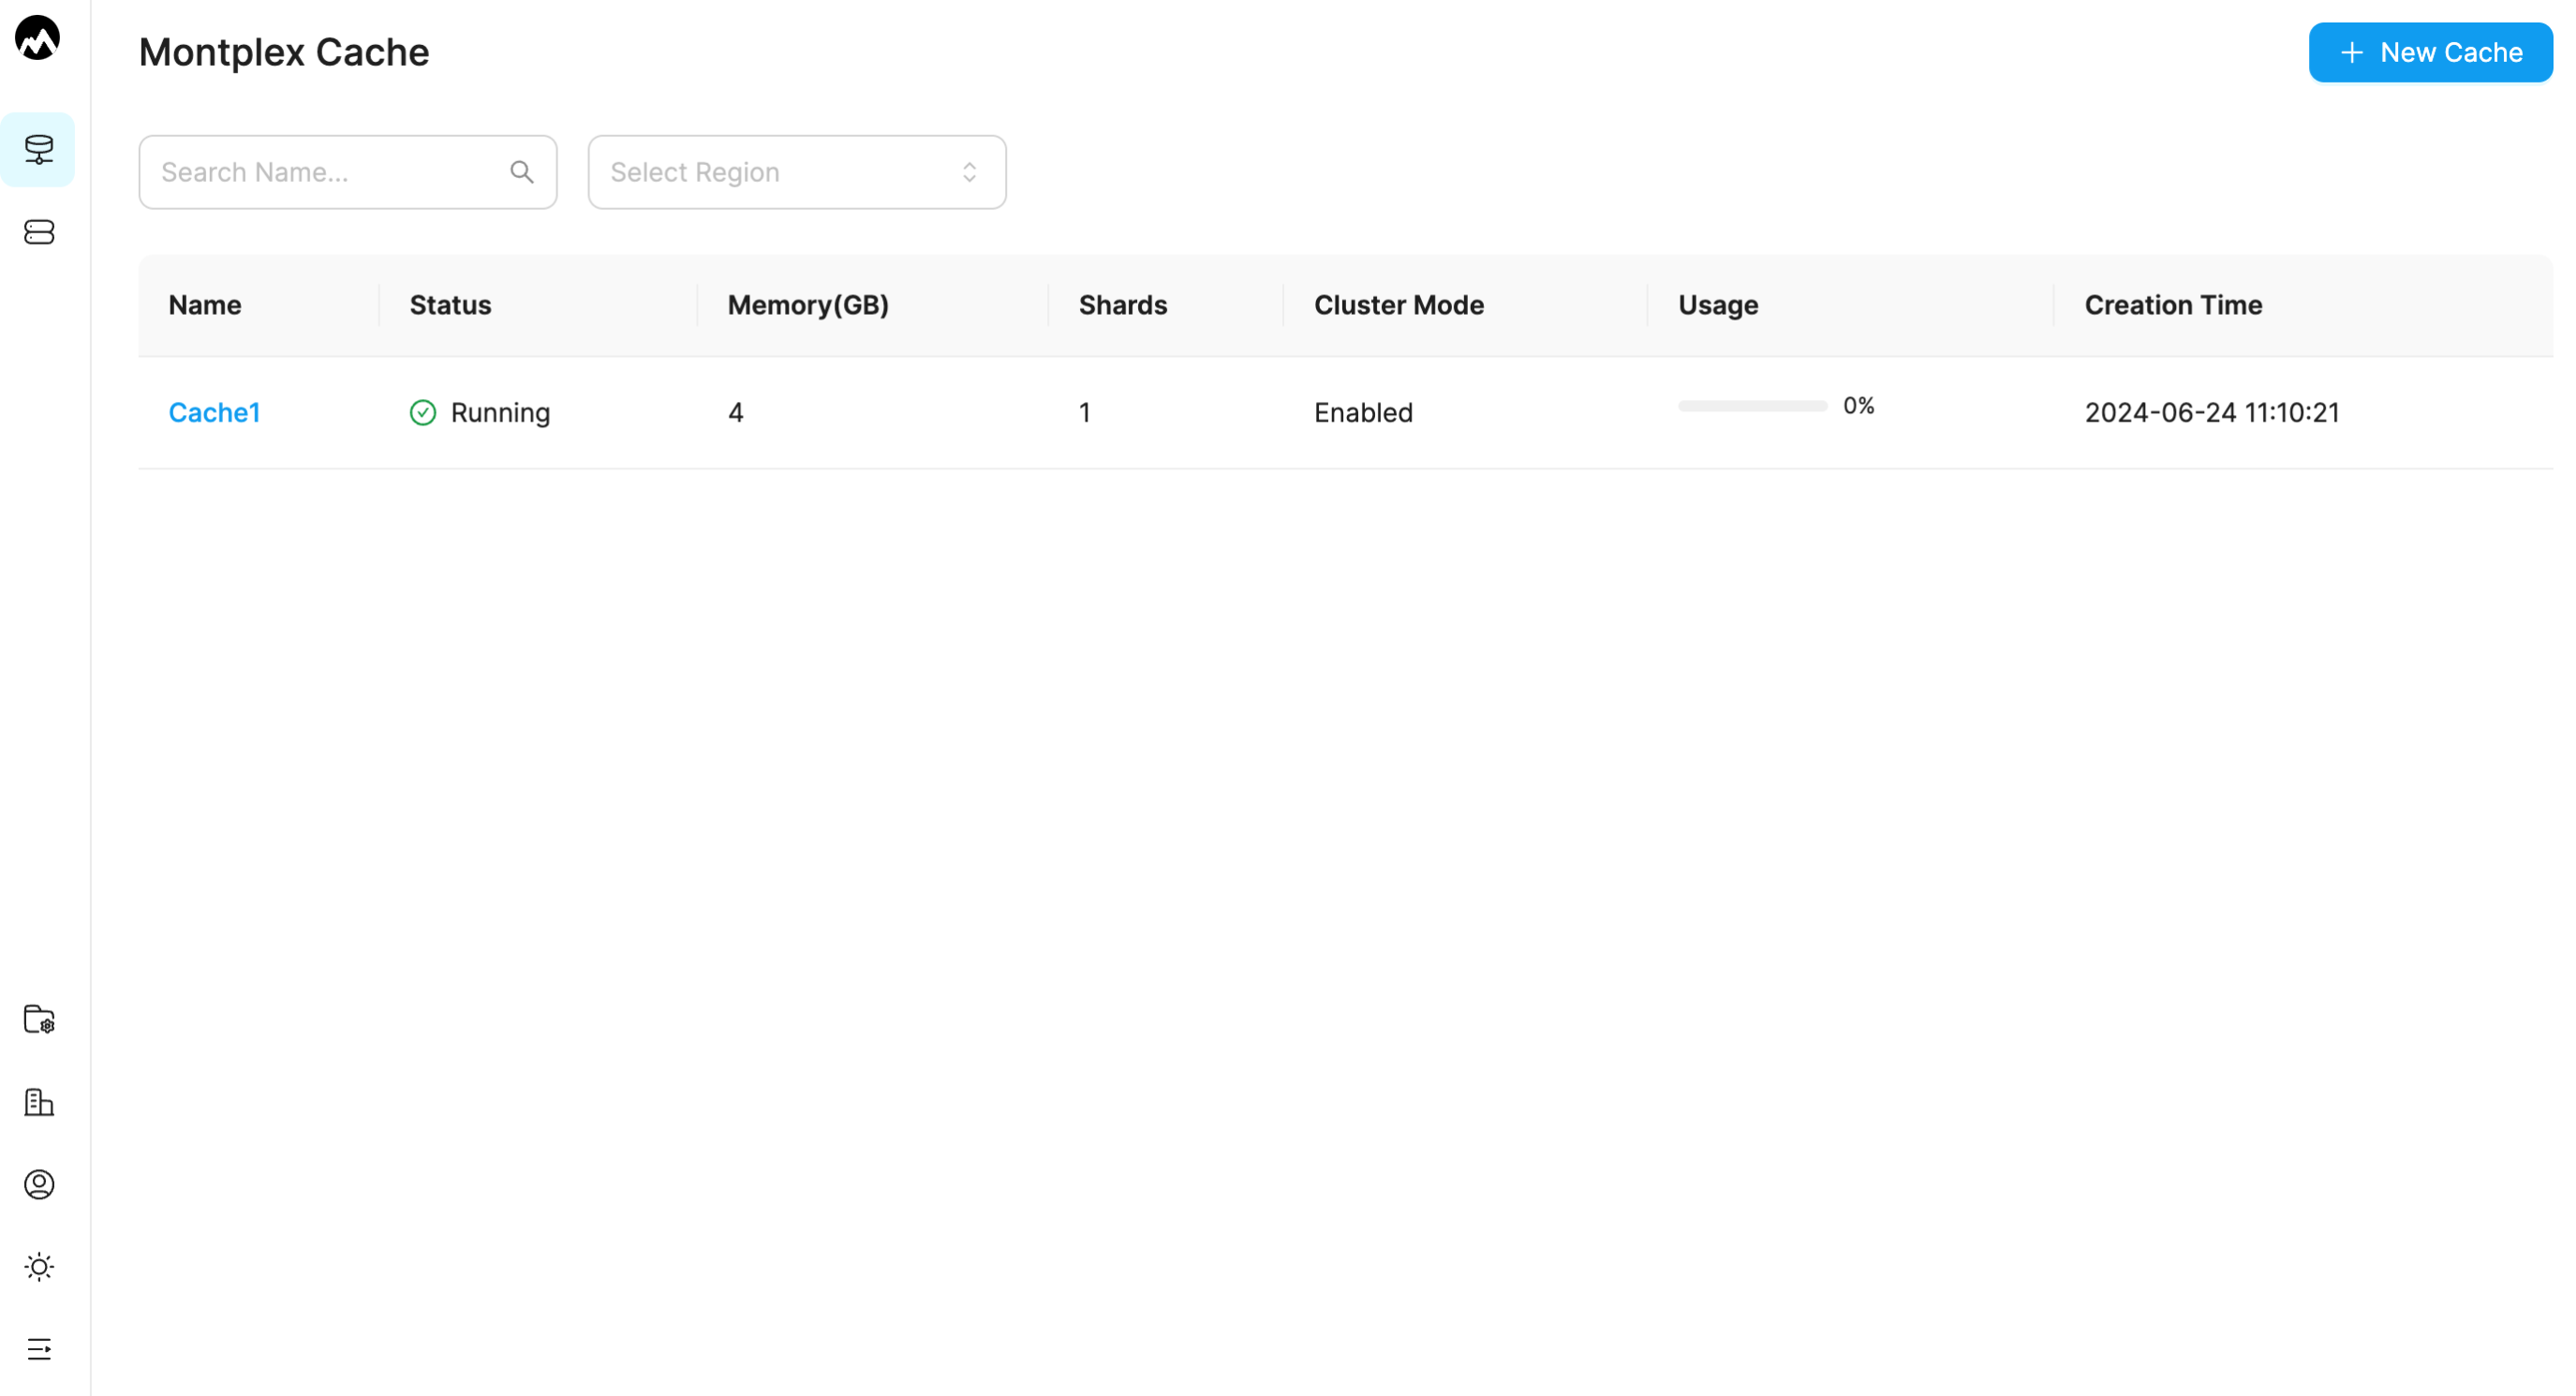 Montplex Cache
New Cache
Search Name...
Select Region
Name Status Memory(GB) Shards Cluster Mode Usage Creation Time
Cache1 Running 4 1 Enabled 0% 2024-06-24 11:10:21